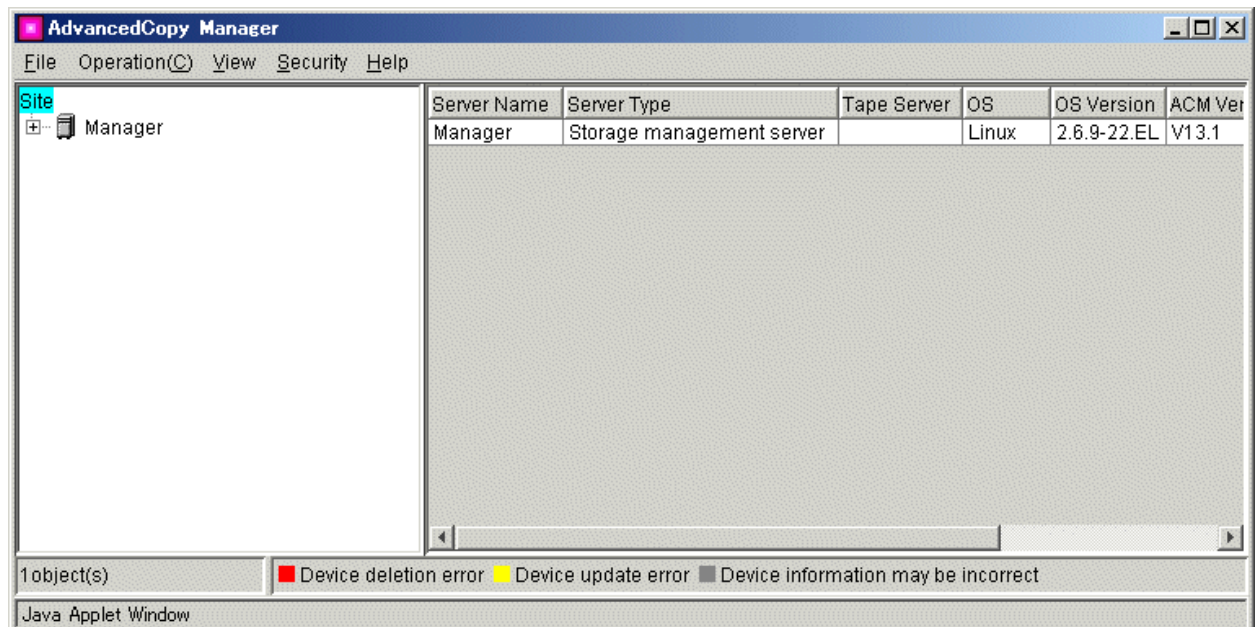 AdvancedCopy Manager
File Operation(C) View Security Help
Site
Manager
Server Name Server Type Tape Server OS OS Version ACM Ver
Manager Storage management server Linux 2.6.9-22.EL V13.1
1object(s) Device deletion error Device update error Device information may be incorrect
Java Applet Window